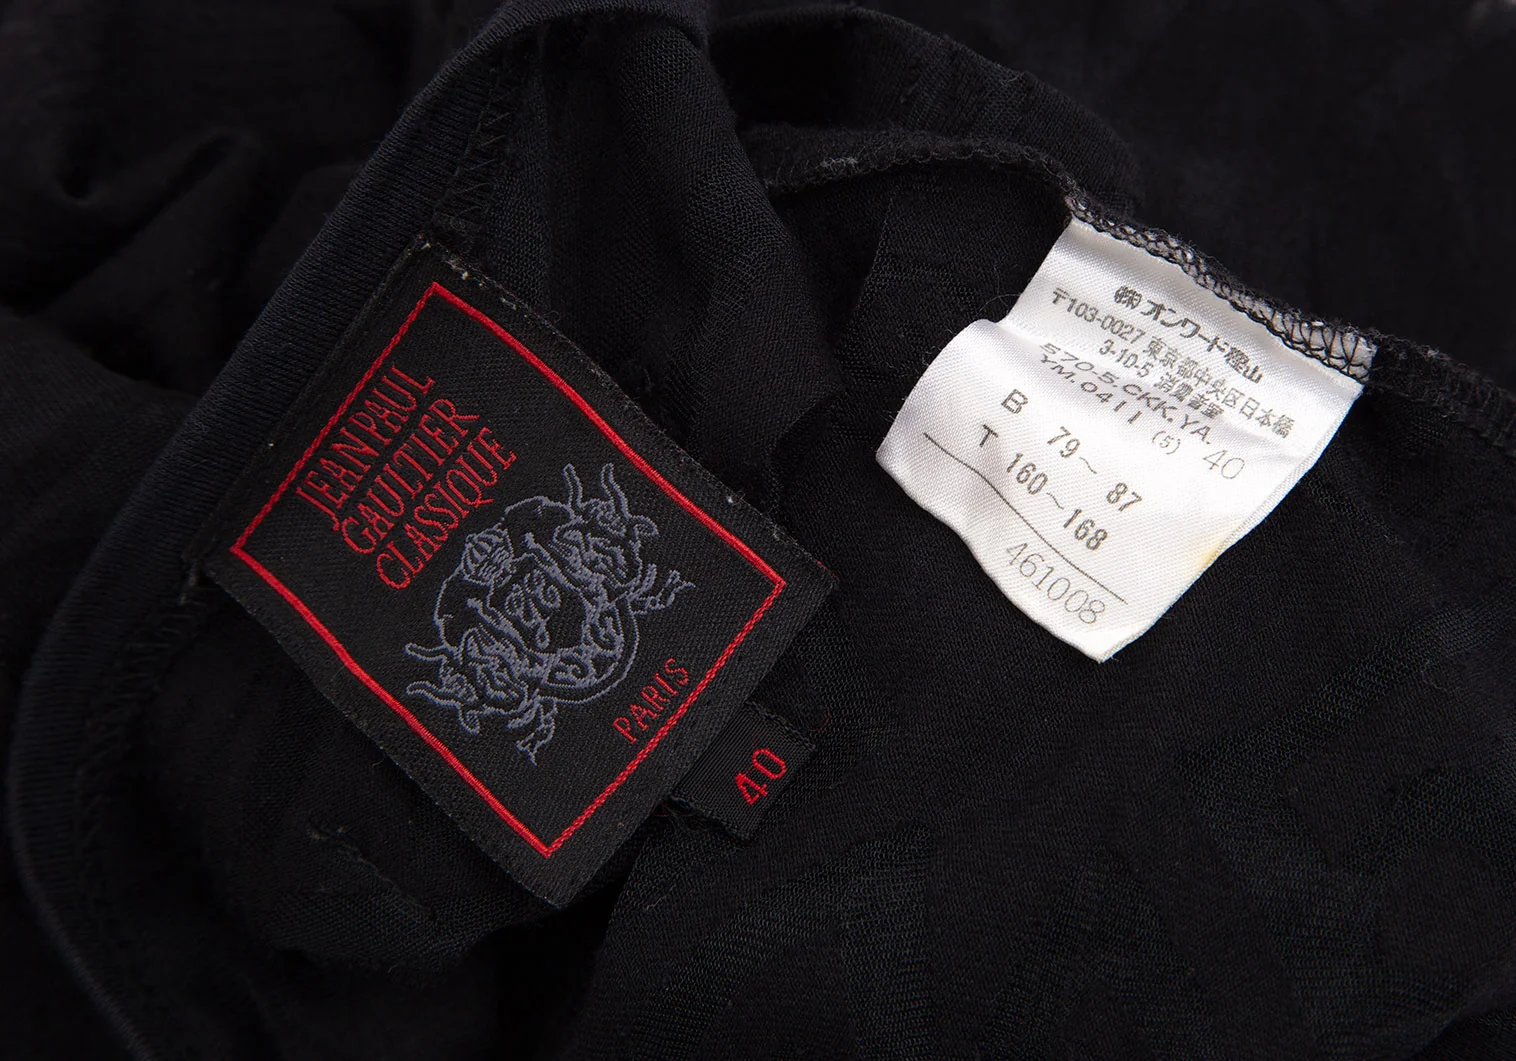 JEAN PAUL
GAULTIER
CLASSIQUE
PARIS
40
㈱オンワード樫山
〒103-0027 東京都中央区日本橋
3-10-5 消費者室
570-5.CKK.YA.
YM.0411 (5) 40
B 79～ 87
T 160～168
461008